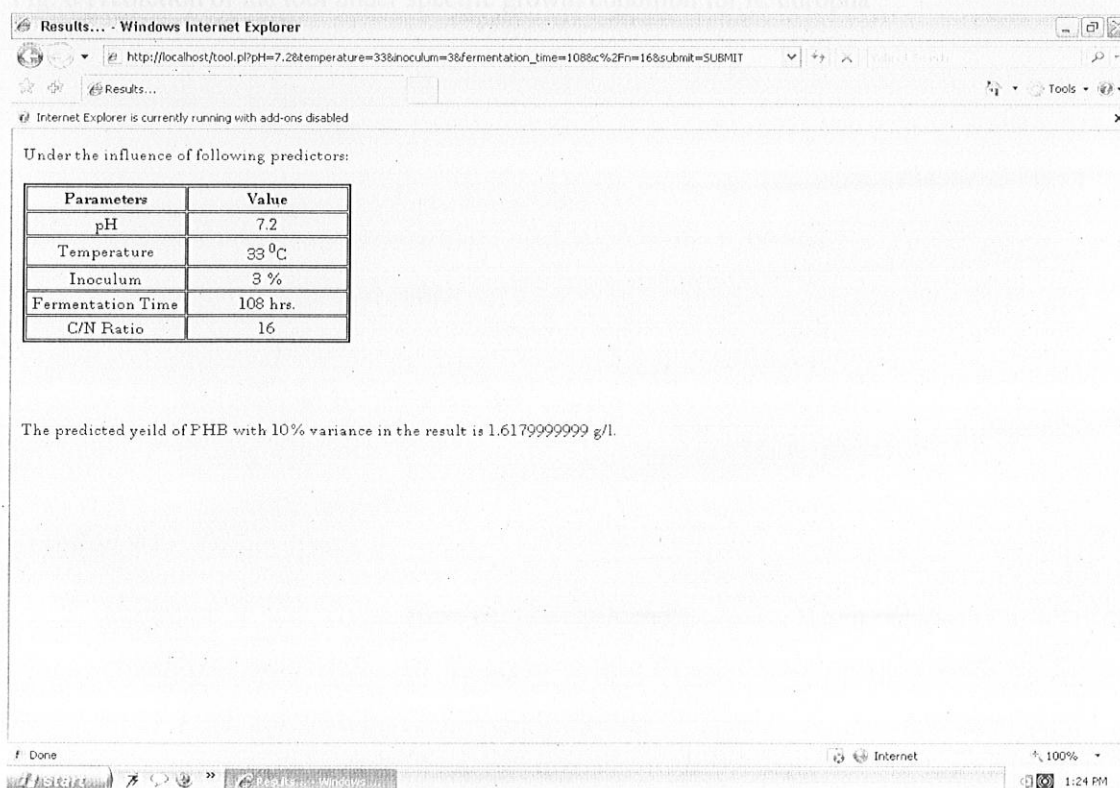 Results... - Windows Internet Explorer
http://localhost/tool.pl?pH=7.2&temperature=33&inoculum=3&fermentation_time=108&c%2Fn=16&submit=SUBMIT
Results...
Tools
Internet Explorer is currently running with add-ons disabled
Under the influence of following predictors:
Parameters Value
pH 7.2
Temperature 33 ⁰C
Inoculum 3 %
Fermentation Time 108 hrs.
C/N Ratio 16
The predicted yeild of PHB with 10% variance in the result is 1.6179999999 g/l.
Done
Internet
100%
start
Results... - Windows
1:24 PM